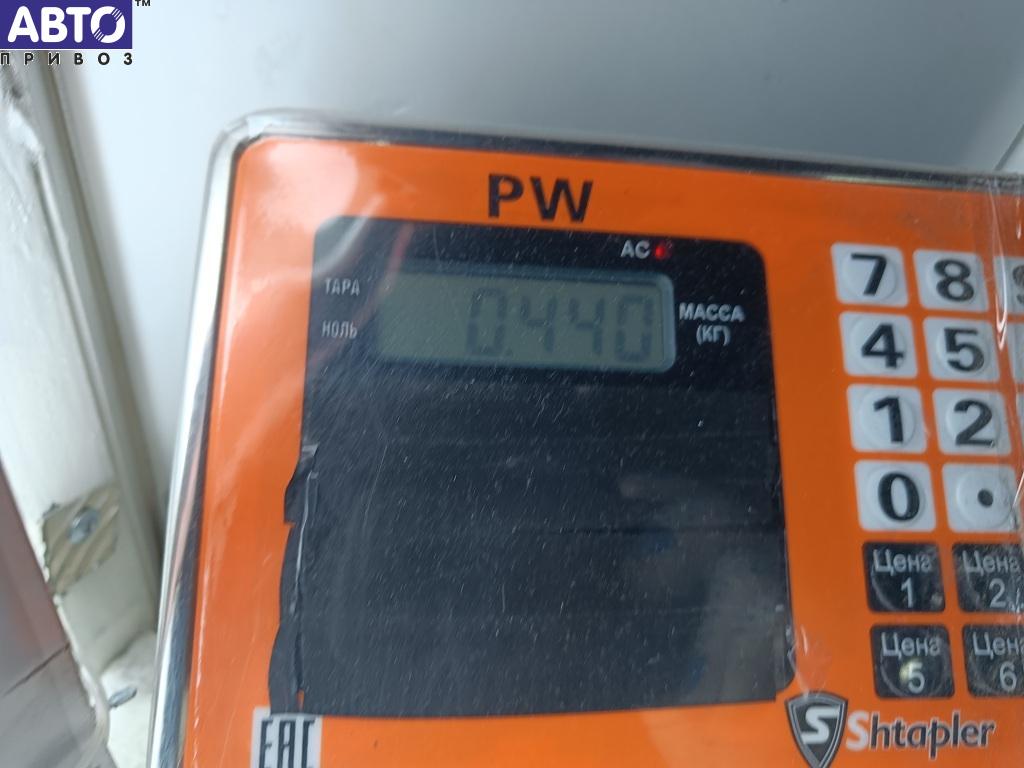 АВТО™
ПРИВОЗ
PW
AC
ТАРА
0.440
МАССА
(КГ)
НОЛЬ
7 8
4 5
1 2
0 .
Цена 1
Цена 2
Цена 5
Цена 6
S Shtapler
EAC